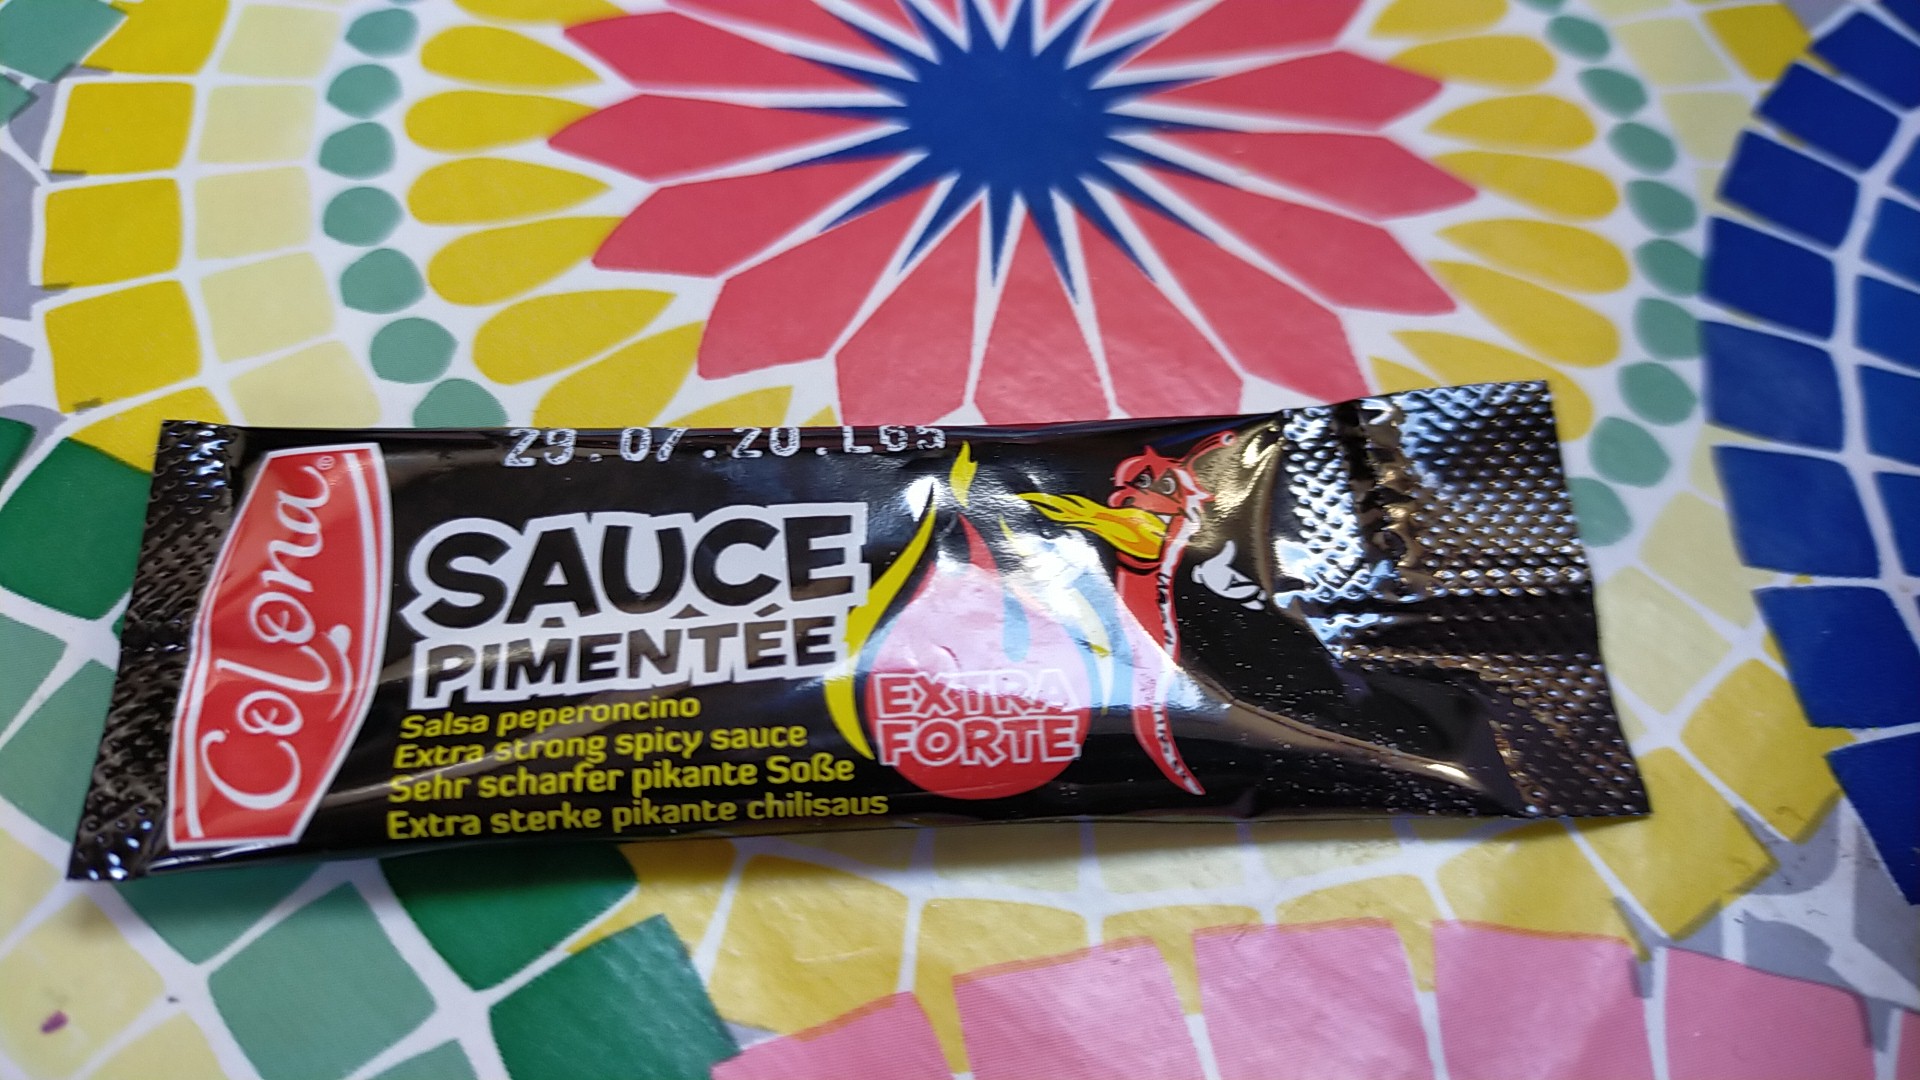 29.07.20.L
Colona®
SAUCE
PIMENTÉE
Salsa peperoncino
Extra strong spicy sauce
Sehr scharfer pikante Soße
Extra sterke pikante chilisaus
EXTRA
FORTE